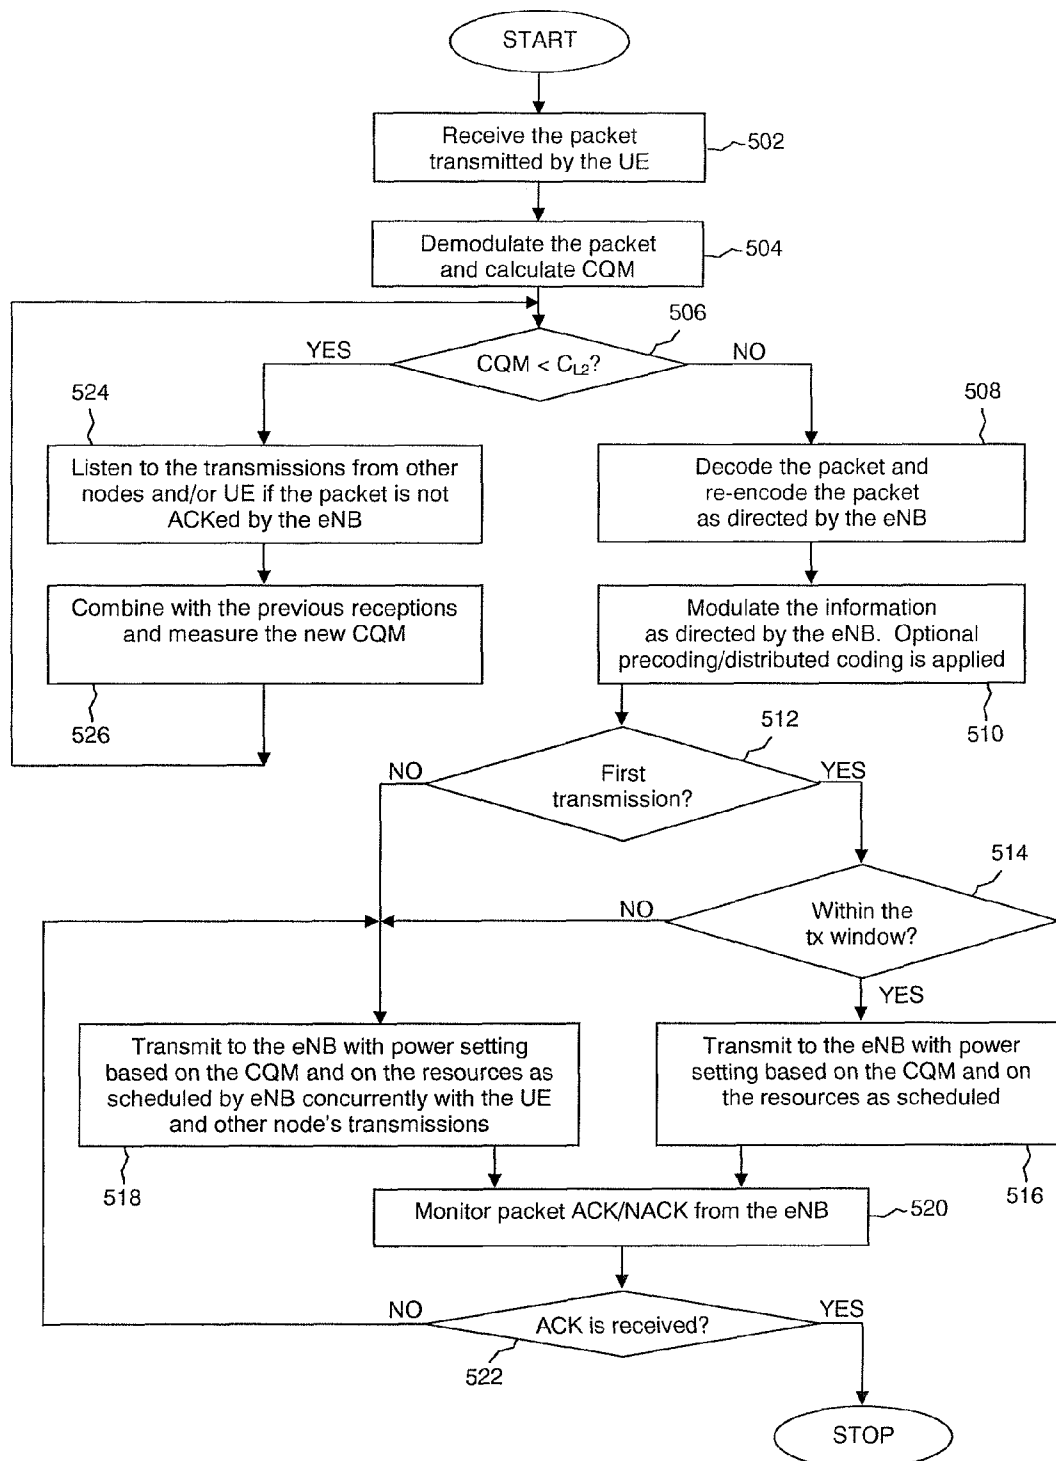 START
Receive the packet
transmitted by the UE
502
Demodulate the packet
and calculate CQM
504
506
YES
CQM < CL2?
NO
524
508
Listen to the transmissions from other
nodes and/or UE if the packet is not
ACKed by the eNB
Decode the packet and
re-encode the packet
as directed by the eNB
Combine with the previous receptions
and measure the new CQM
Modulate the information
as directed by the eNB. Optional
precoding/distributed coding is applied
526
510
512
NO
First
transmission?
YES
514
NO
Within the
tx window?
YES
Transmit to the eNB with power setting
based on the CQM and on the resources as
scheduled by eNB concurrently with the UE
and other node's transmissions
Transmit to the eNB with power
setting based on the CQM and on
the resources as scheduled
518
516
Monitor packet ACK/NACK from the eNB
520
NO
ACK is received?
YES
522
STOP